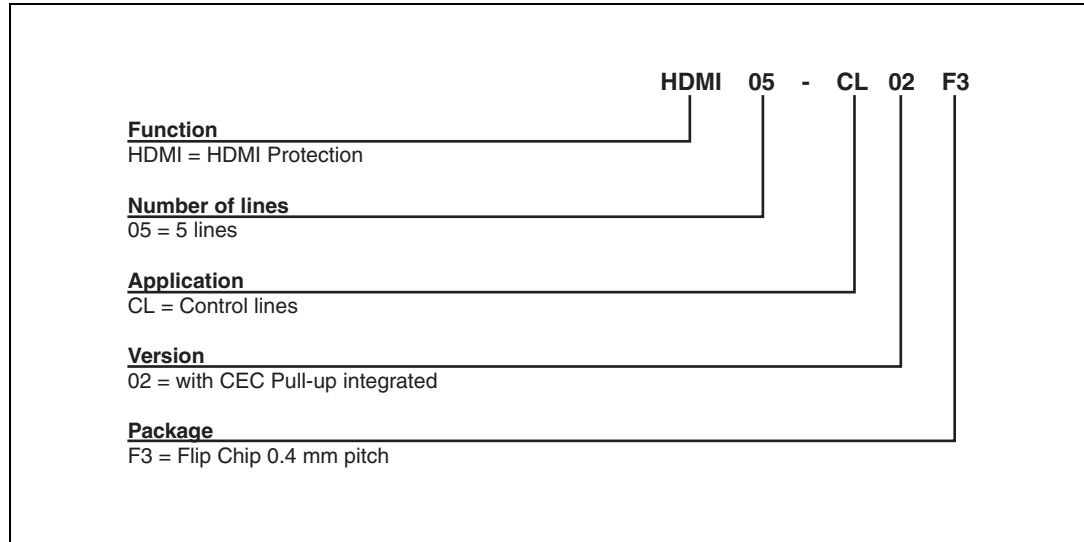 HDMI 05 - CL 02 F3
Function
HDMI = HDMI Protection
Number of lines
05 = 5 lines
Application
CL = Control lines
Version
02 = with CEC Pull-up integrated
Package
F3 = Flip Chip 0.4 mm pitch